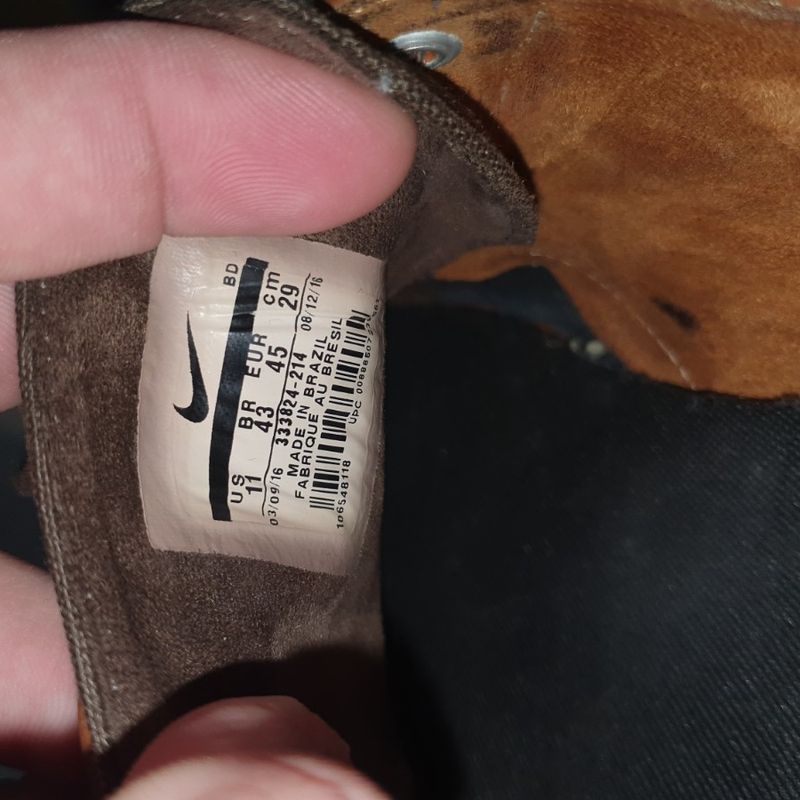 BD
US BR EUR cm
11 43 45 29
03/09/16 333824-214 08/12/16
MADE IN BRAZIL
FABRIQUE AU BRESIL
106548118 UPC